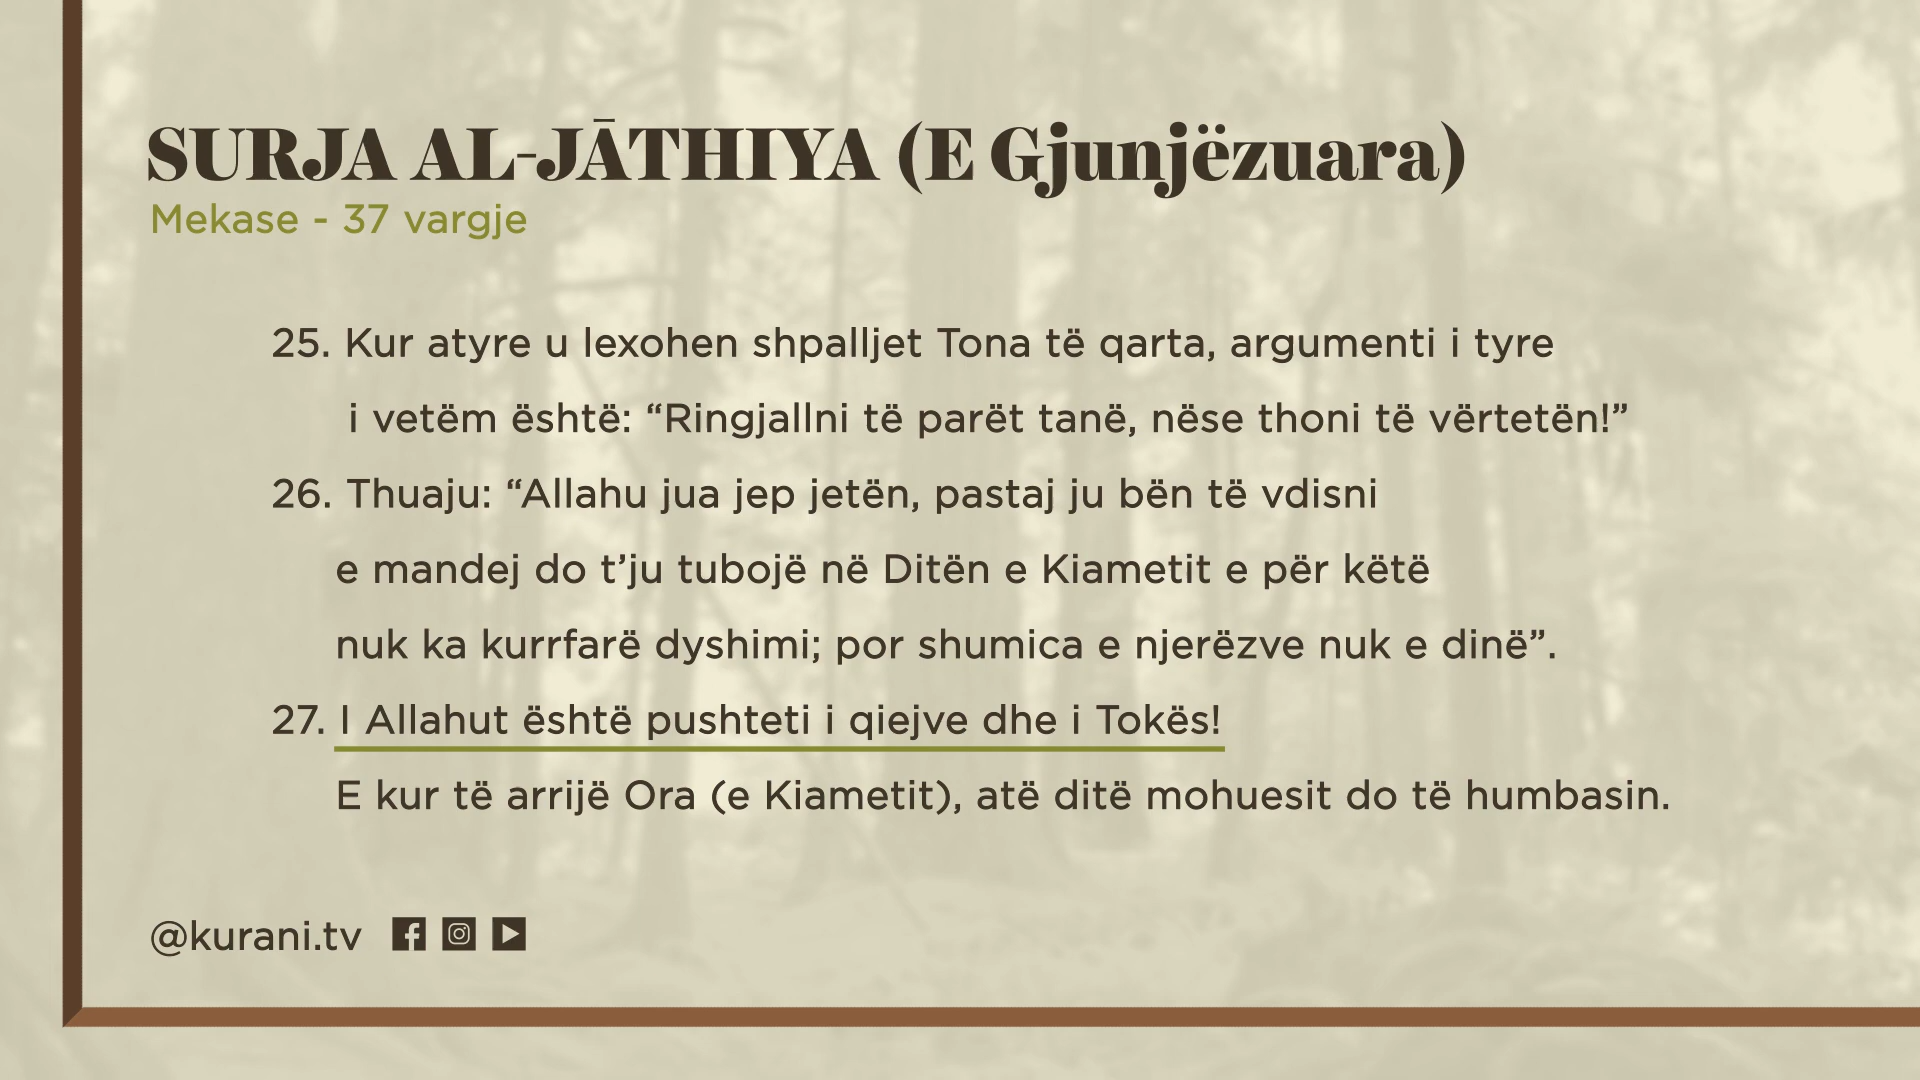 SURJA AL-JĀTHIYA (E Gjunjëzuara)
Mekase - 37 vargje
25. Kur atyre u lexohen shpalljet Tona të qarta, argumenti i tyre
i vetëm është: “Ringjallni të parët tanë, nëse thoni të vërtetën!”
26. Thuaju: “Allahu jua jep jetën, pastaj ju bën të vdisni
e mandej do t’ju tubojë në Ditën e Kiametit e për këtë
nuk ka kurrfarë dyshimi; por shumica e njerëzve nuk e dinë”.
27. I Allahut është pushteti i qiejve dhe i Tokës!
E kur të arrijë Ora (e Kiametit), atë ditë mohuesit do të humbasin.
@kurani.tv